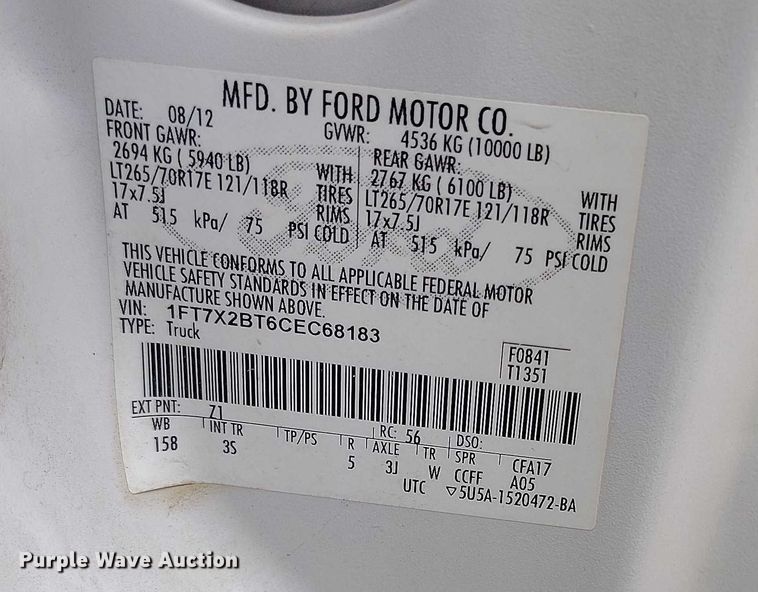 MFD. BY FORD MOTOR CO.
DATE: 08/12 GVWR: 4536 KG (10000 LB)
FRONT GAWR: REAR GAWR:
2694 KG ( 5940 LB) WITH 2767 KG ( 6100 LB) WITH
LT265/70R17E 121/118R TIRES LT265/70R17E 121/118R TIRES
17x7.5J RIMS 17x7.5J RIMS
AT 515 kPa/ 75 PSI COLD AT 515 kPa/ 75 PSI COLD
THIS VEHICLE CONFORMS TO ALL APPLICABLE FEDERAL MOTOR
VEHICLE SAFETY STANDARDS IN EFFECT ON THE DATE OF
MANUFACTURE SHOWN ABOVE.
VIN: 1FT7X2BT6CEC68183
TYPE: Truck
F0841
T1351
EXT PNT: Z1 RC: 56 DSO:
WB INT TR TP/PS R AXLE TR SPR CFA17
158 3S 5 3J W CCFF A05
UTC ▽5U5A-1520472-BA
Purple Wave Auction